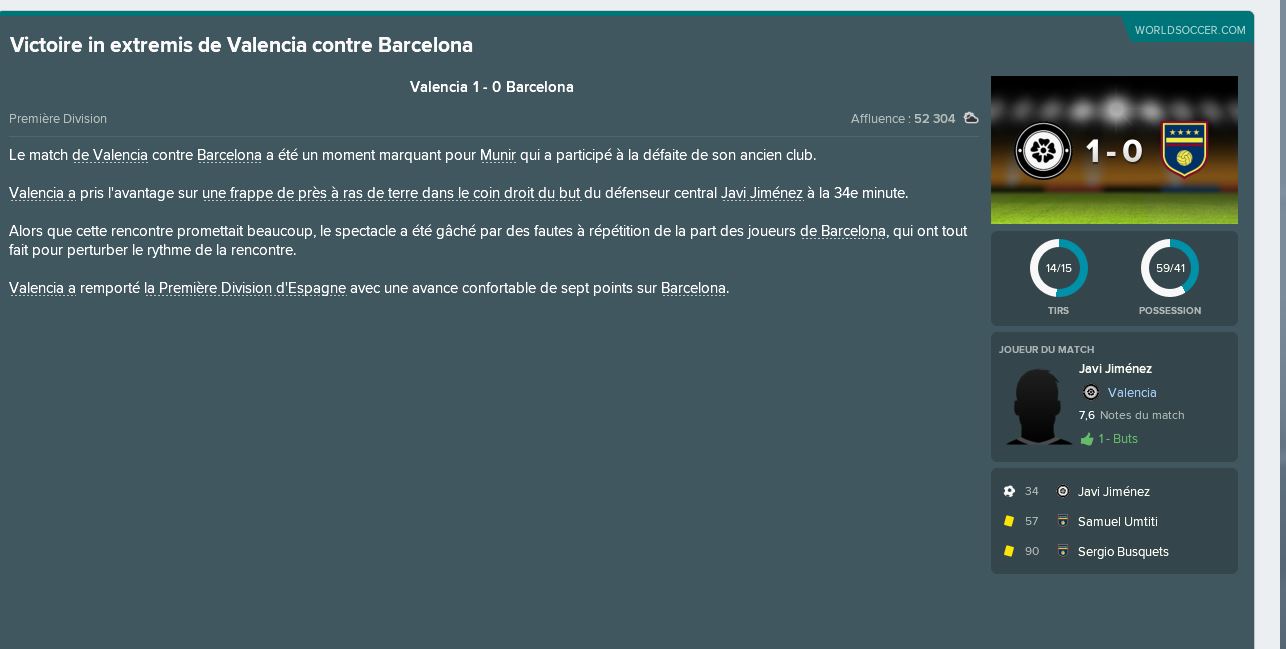 WORLDSOCCER.COM
Victoire in extremis de Valencia contre Barcelona
Valencia 1 - 0 Barcelona
Première Division
Affluence : 52 304
Le match de Valencia contre Barcelona a été un moment marquant pour Munir qui a participé à la défaite de son ancien club.
Valencia a pris l'avantage sur une frappe de près à ras de terre dans le coin droit du but du défenseur central Javi Jiménez à la 34e minute.
Alors que cette rencontre promettait beaucoup, le spectacle a été gâché par des fautes à répétition de la part des joueurs de Barcelona, qui ont tout
fait pour perturber le rythme de la rencontre.
Valencia a remporté la Première Division d'Espagne avec une avance confortable de sept points sur Barcelona.
1 - 0
14/15
59/41
TIRS
POSSESSION
JOUEUR DU MATCH
Javi Jiménez
Valencia
7,6 Notes du match
1 - Buts
34 Javi Jiménez
57 Samuel Umtiti
90 Sergio Busquets